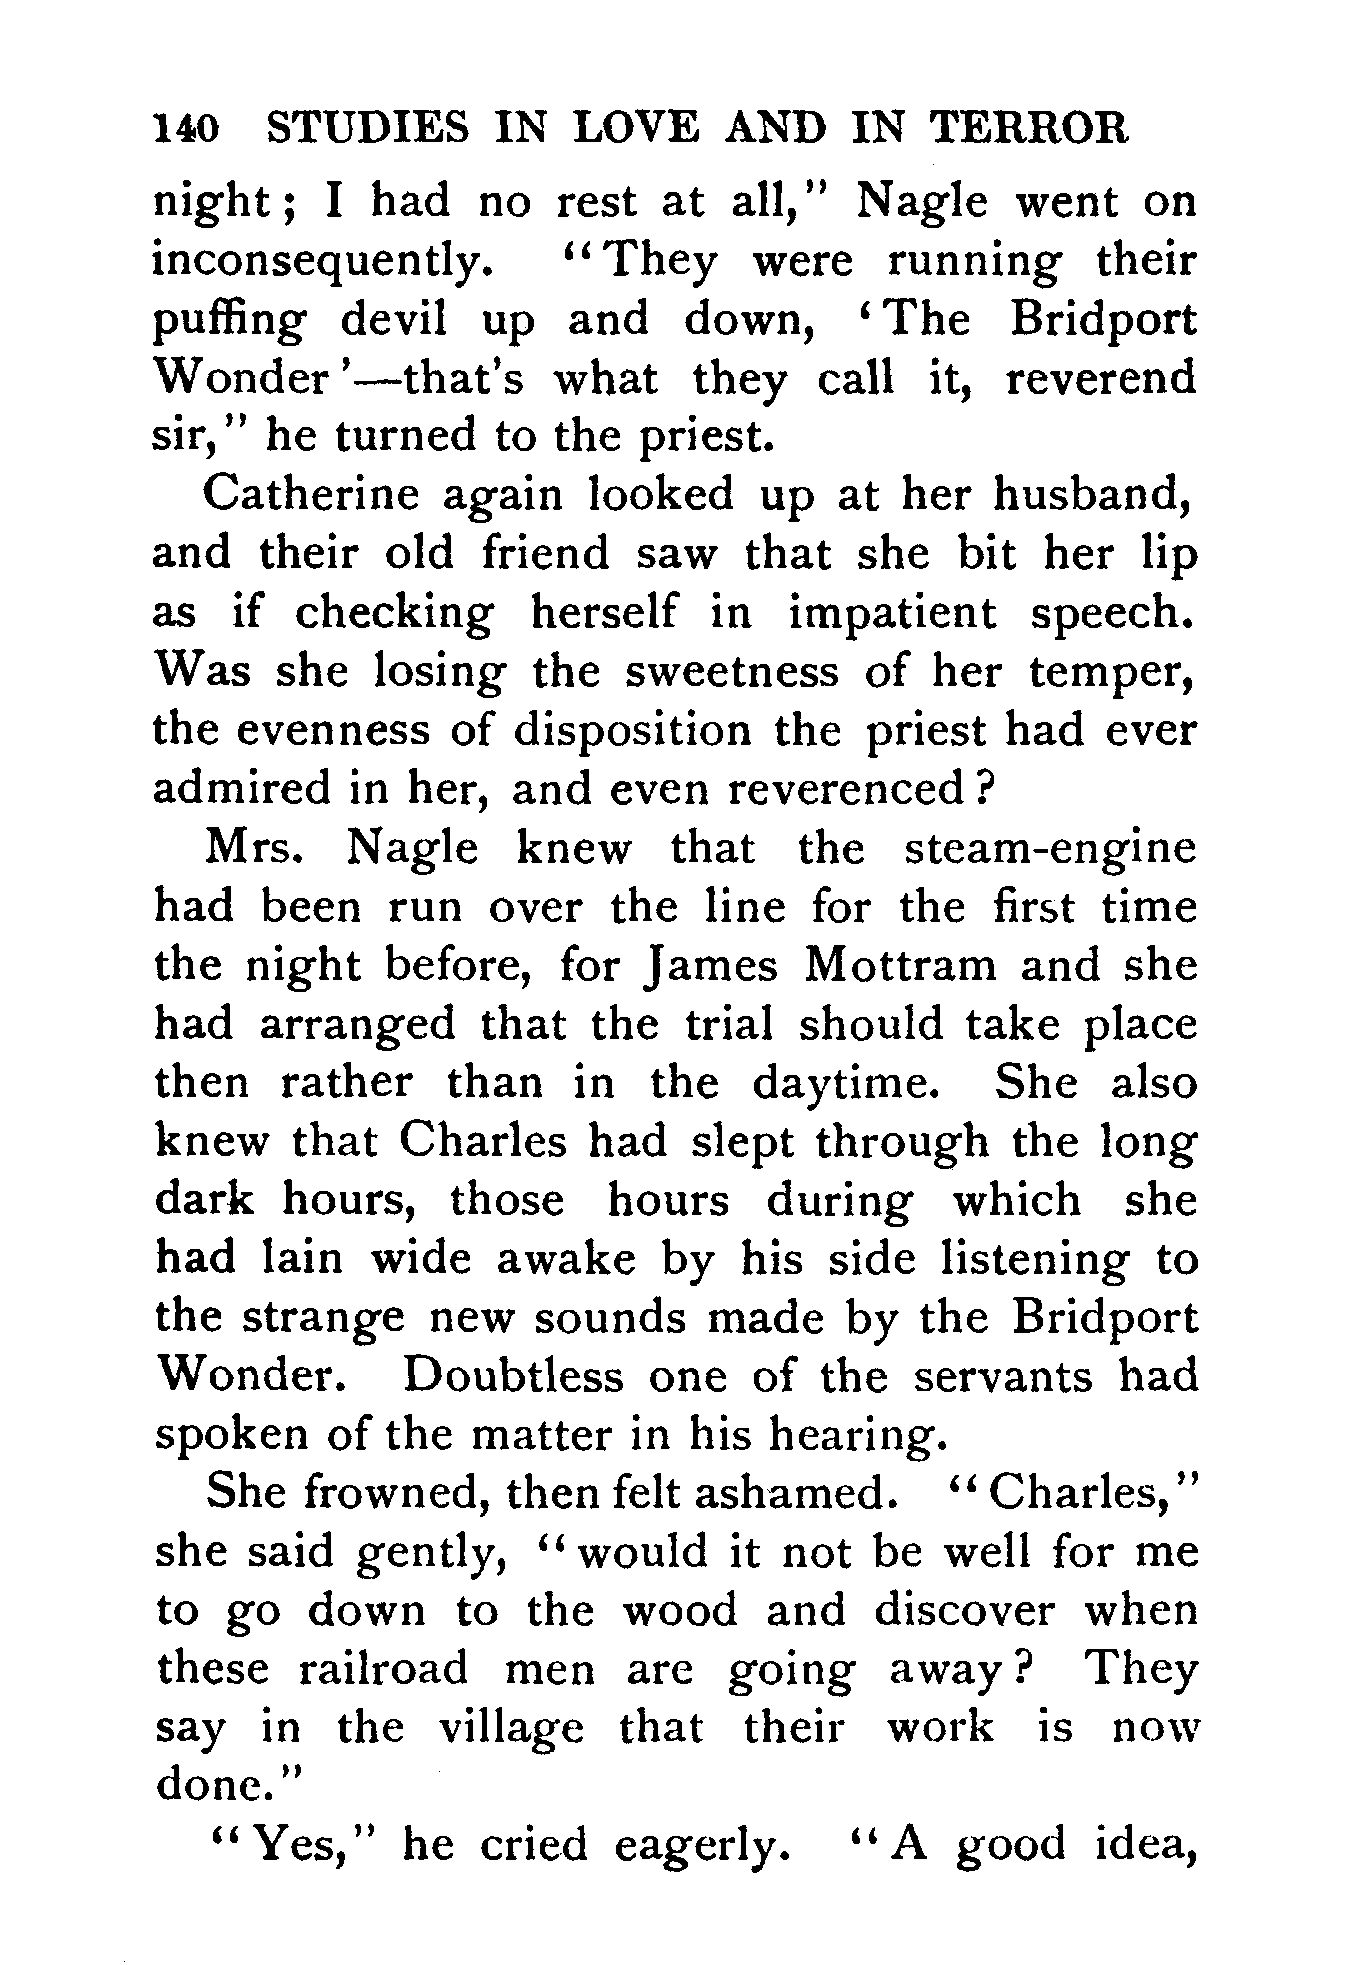 140 STUDIES IN LOVE AND IN TERROR
night; I had no rest at all," Nagle went on
inconsequently. "They were running their
puffing devil up and down, 'The Bridport
Wonder'—that's what they call it, reverend
sir," he turned to the priest.
Catherine again looked up at her husband,
and their old friend saw that she bit her lip
as if checking herself in impatient speech.
Was she losing the sweetness of her temper,
the evenness of disposition the priest had ever
admired in her, and even reverenced?
Mrs. Nagle knew that the steam-engine
had been run over the line for the first time
the night before, for James Mottram and she
had arranged that the trial should take place
then rather than in the daytime. She also
knew that Charles had slept through the long
dark hours, those hours during which she
had lain wide awake by his side listening to
the strange new sounds made by the Bridport
Wonder. Doubtless one of the servants had
spoken of the matter in his hearing.
She frowned, then felt ashamed. "Charles,"
she said gently, "would it not be well for me
to go down to the wood and discover when
these railroad men are going away? They
say in the village that their work is now
done."
"Yes," he cried eagerly. "A good idea,